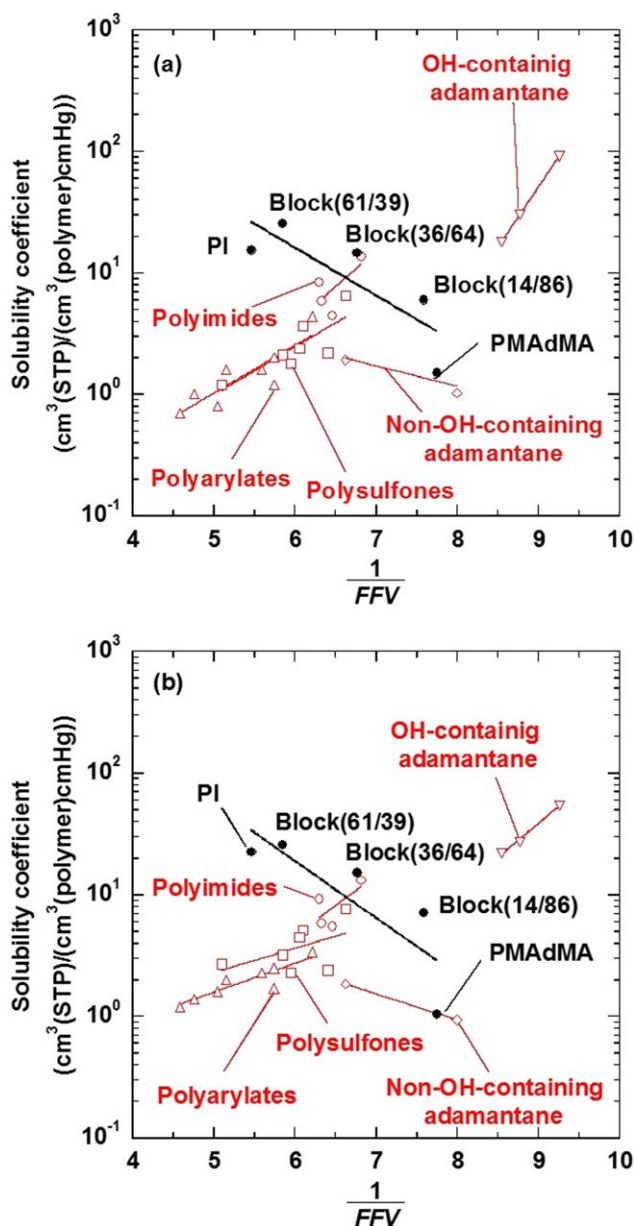 10³
(a)
OH-containig
adamantane
10²
Block(61/39)
PI
Block(36/64)
10¹
Block(14/86)
Polyimides
PMAdMA
10⁰
Non-OH-containing
adamantane
Polyarylates
Polysulfones
10⁻¹
Solubility coefficient
(cm³(STP)/(cm³(polymer)cmHg))
4 5 6 7 8 9 10
1
FFV
10³
(b)
OH-containig
adamantane
10²
PI
Block(61/39)
Block(36/64)
10¹
Polyimides
Block(14/86)
PMAdMA
10⁰
Polysulfones
Polyarylates
Non-OH-containing
adamantane
10⁻¹
Solubility coefficient
(cm³(STP)/(cm³(polymer)cmHg))
4 5 6 7 8 9 10
1
FFV